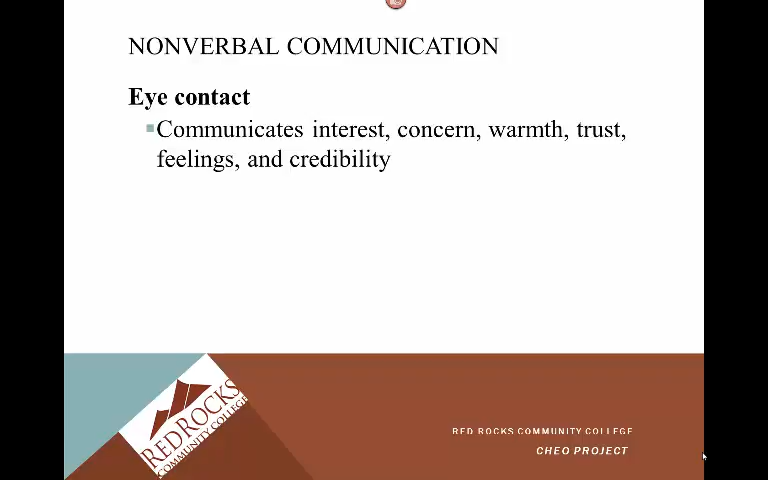 NONVERBAL COMMUNICATION
Eye contact
Communicates interest, concern, warmth, trust,
feelings, and credibility
RED ROCKS
COMMUNITY COLLEGE
RED ROCKS COMMUNITY COLLEGE
CHEO PROJECT